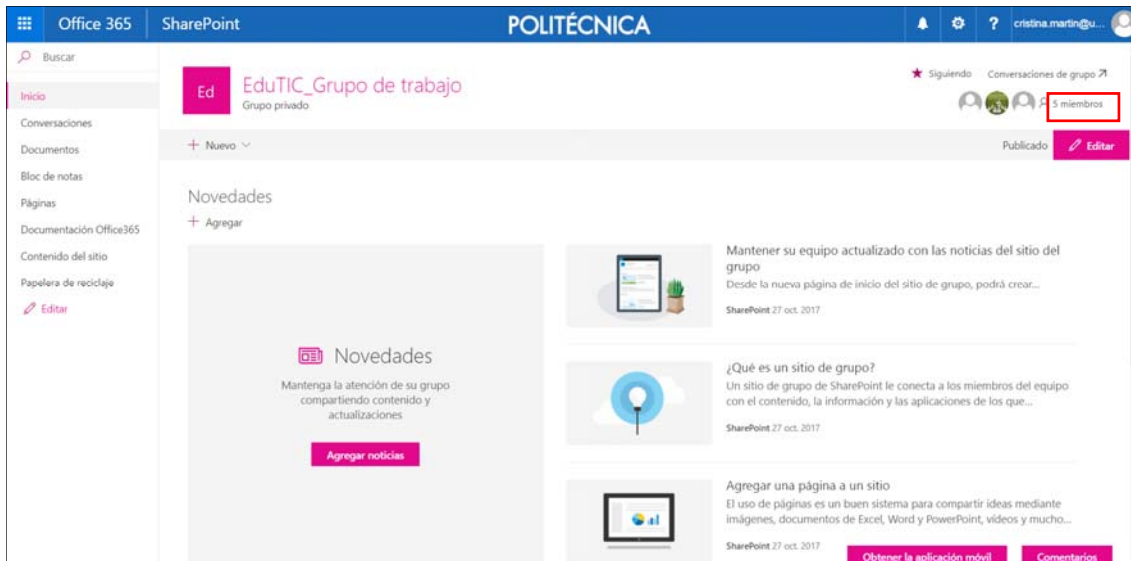 Office 365
SharePoint
POLITÉCNICA
?
cristina.martin@u...
Buscar
Inicio
Conversaciones
Documentos
Bloc de notas
Páginas
Documentación Office365
Contenido del sitio
Papelera de reciclaje
Editar
Ed
EduTIC_Grupo de trabajo
Grupo privado
Siguiendo
Conversaciones de grupo
5 miembros
+ Nuevo
Publicado
Editar
Novedades
+ Agregar
Novedades
Mantenga la atención de su grupo
compartiendo contenido y
actualizaciones
Agregar noticias
Mantener su equipo actualizado con las noticias del sitio del
grupo
Desde la nueva página de inicio del sitio de grupo, podrá crear...
SharePoint 27 oct. 2017
¿Qué es un sitio de grupo?
Un sitio de grupo de SharePoint le conecta a los miembros del equipo
con el contenido, la información y las aplicaciones de los que...
SharePoint 27 oct. 2017
Agregar una página a un sitio
El uso de páginas es un buen sistema para compartir ideas mediante
imágenes, documentos de Excel, Word y PowerPoint, vídeos y mucho...
SharePoint 27 oct. 2017
Obtener la aplicación móvil
Comentarios